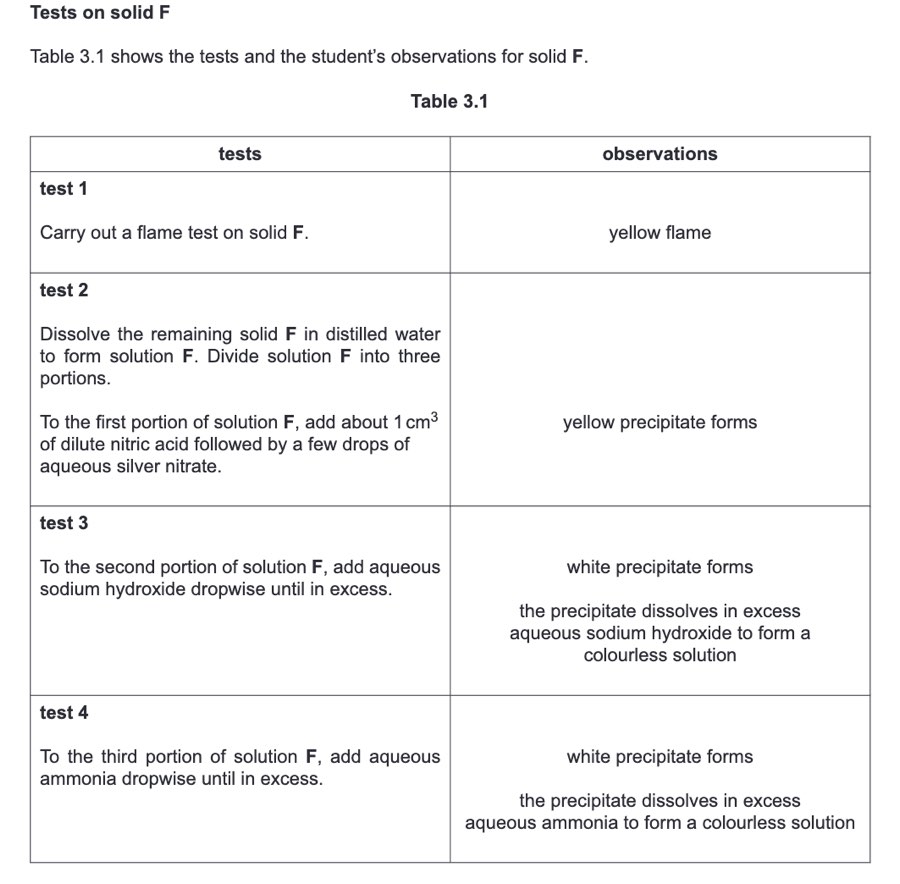 Tests on solid F
Table 3.1 shows the tests and the student's observations for solid F.
Table 3.1
tests
observations
test 1
Carry out a flame test on solid F.
yellow flame
test 2
Dissolve the remaining solid F in distilled water
to form solution F. Divide solution F into three
portions.
To the first portion of solution F, add about 1 cm³
of dilute nitric acid followed by a few drops of
aqueous silver nitrate.
yellow precipitate forms
test 3
To the second portion of solution F, add aqueous
sodium hydroxide dropwise until in excess.
white precipitate forms
the precipitate dissolves in excess
aqueous sodium hydroxide to form a
colourless solution
test 4
To the third portion of solution F, add aqueous
ammonia dropwise until in excess.
white precipitate forms
the precipitate dissolves in excess
aqueous ammonia to form a colourless solution